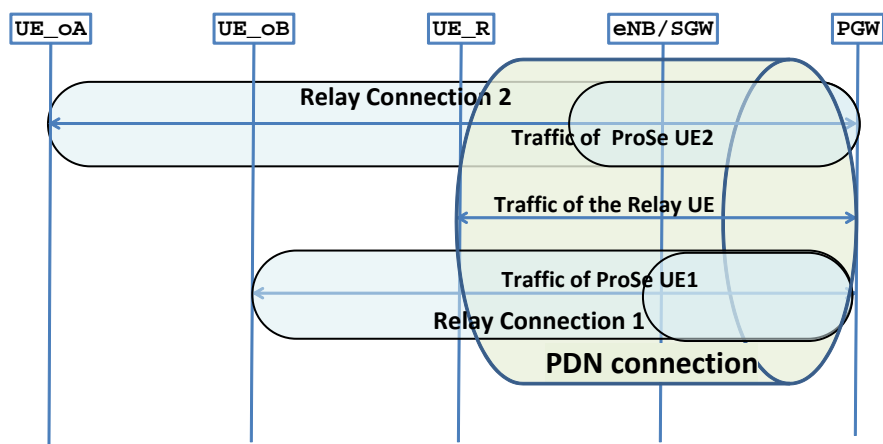 UE_oA UE_oB UE_R eNB/SGW PGW
Relay Connection 2
Traffic of ProSe UE2
Traffic of the Relay UE
Traffic of ProSe UE1
Relay Connection 1
PDN connection